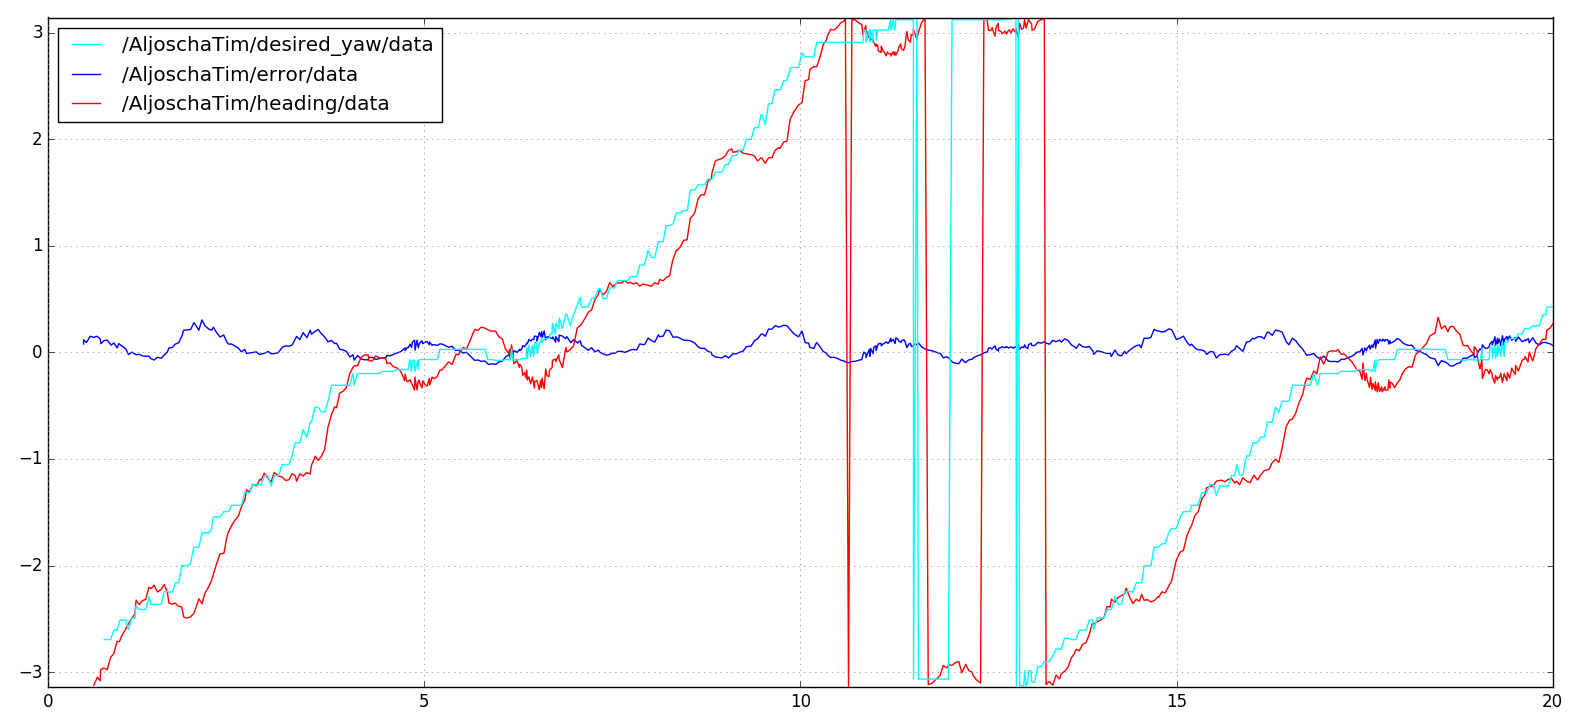 /AljoschaTim/desired_yaw/data
/AljoschaTim/error/data
/AljoschaTim/heading/data
3
2
1
0
−1
−2
−3
0 5 10 15 20